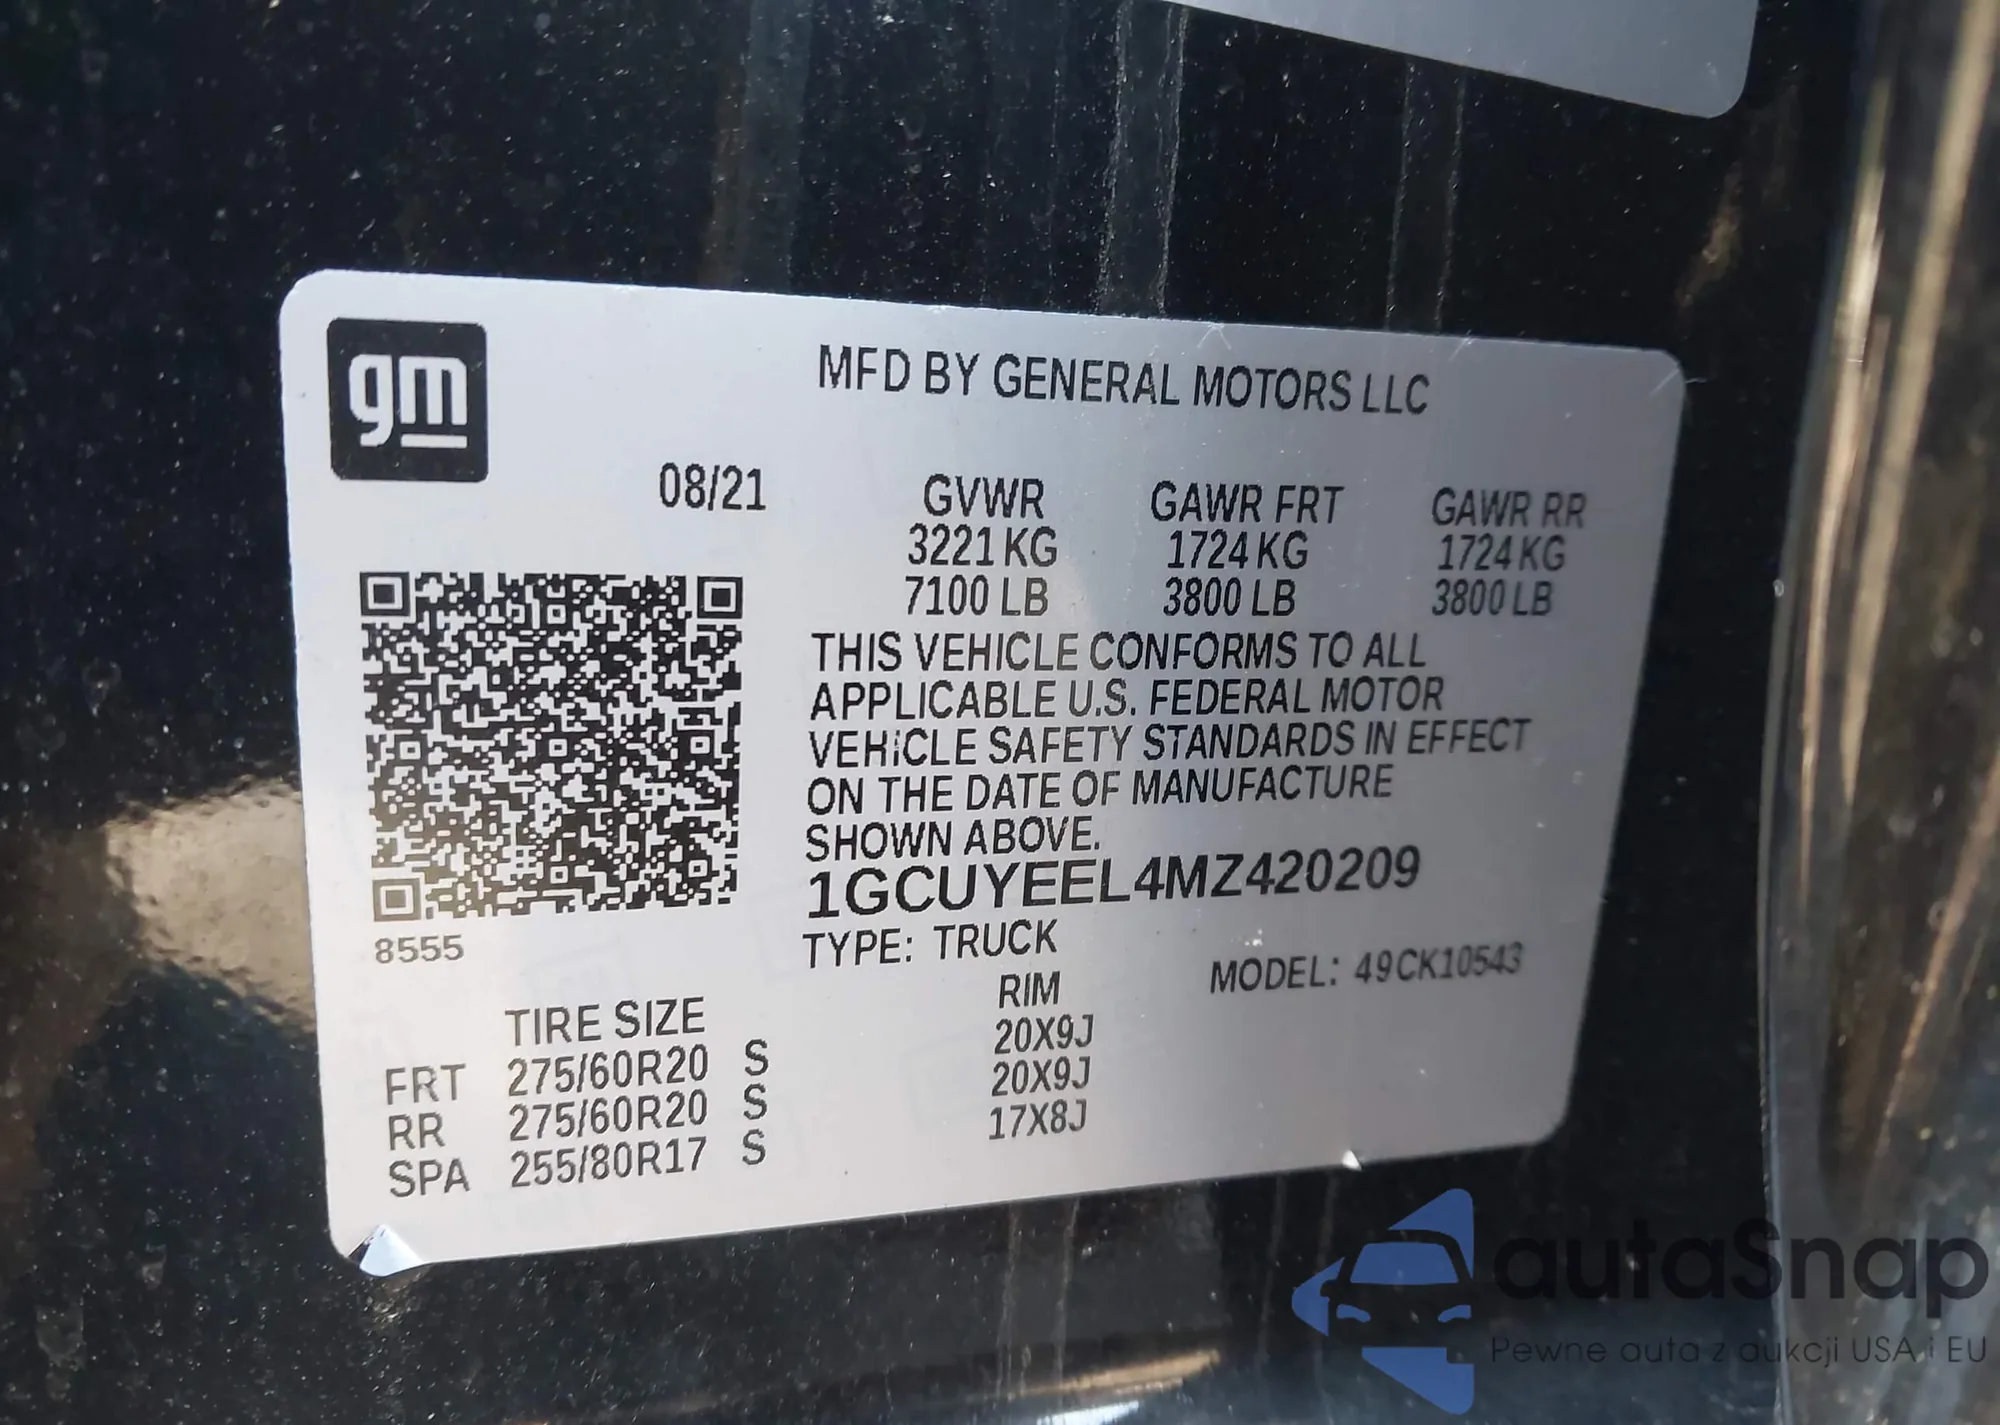 gm
MFD BY GENERAL MOTORS LLC
08/21 GVWR GAWR FRT GAWR RR
3221 KG 1724 KG 1724 KG
7100 LB 3800 LB 3800 LB
THIS VEHICLE CONFORMS TO ALL
APPLICABLE U.S. FEDERAL MOTOR
VEHICLE SAFETY STANDARDS IN EFFECT
ON THE DATE OF MANUFACTURE
SHOWN ABOVE.
1GCUYEEL4MZ420209
8555
TYPE: TRUCK MODEL: 49CK10543
TIRE SIZE RIM
FRT 275/60R20 S 20X9J
RR 275/60R20 S 20X9J
SPA 255/80R17 S 17X8J
autaSnap
Pewne auta z aukcji USA i EU